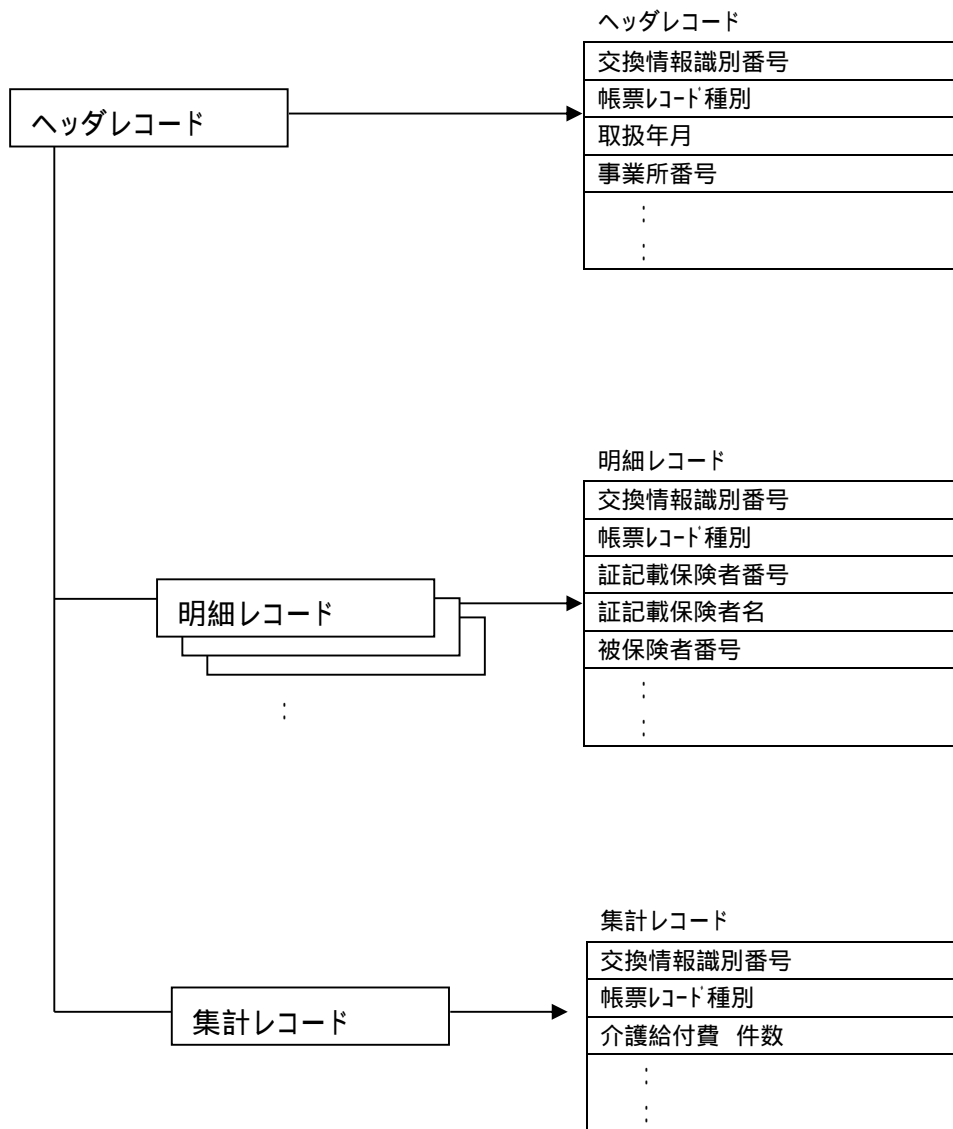 ヘッダレコード
ヘッダレコード
交換情報識別番号
帳票ﾚｺｰﾄﾞ種別
取扱年月
事業所番号
:
:
明細レコード
:
明細レコード
交換情報識別番号
帳票ﾚｺｰﾄﾞ種別
証記載保険者番号
証記載保険者名
被保険者番号
:
:
集計レコード
集計レコード
交換情報識別番号
帳票ﾚｺｰﾄﾞ種別
介護給付費 件数
:
: